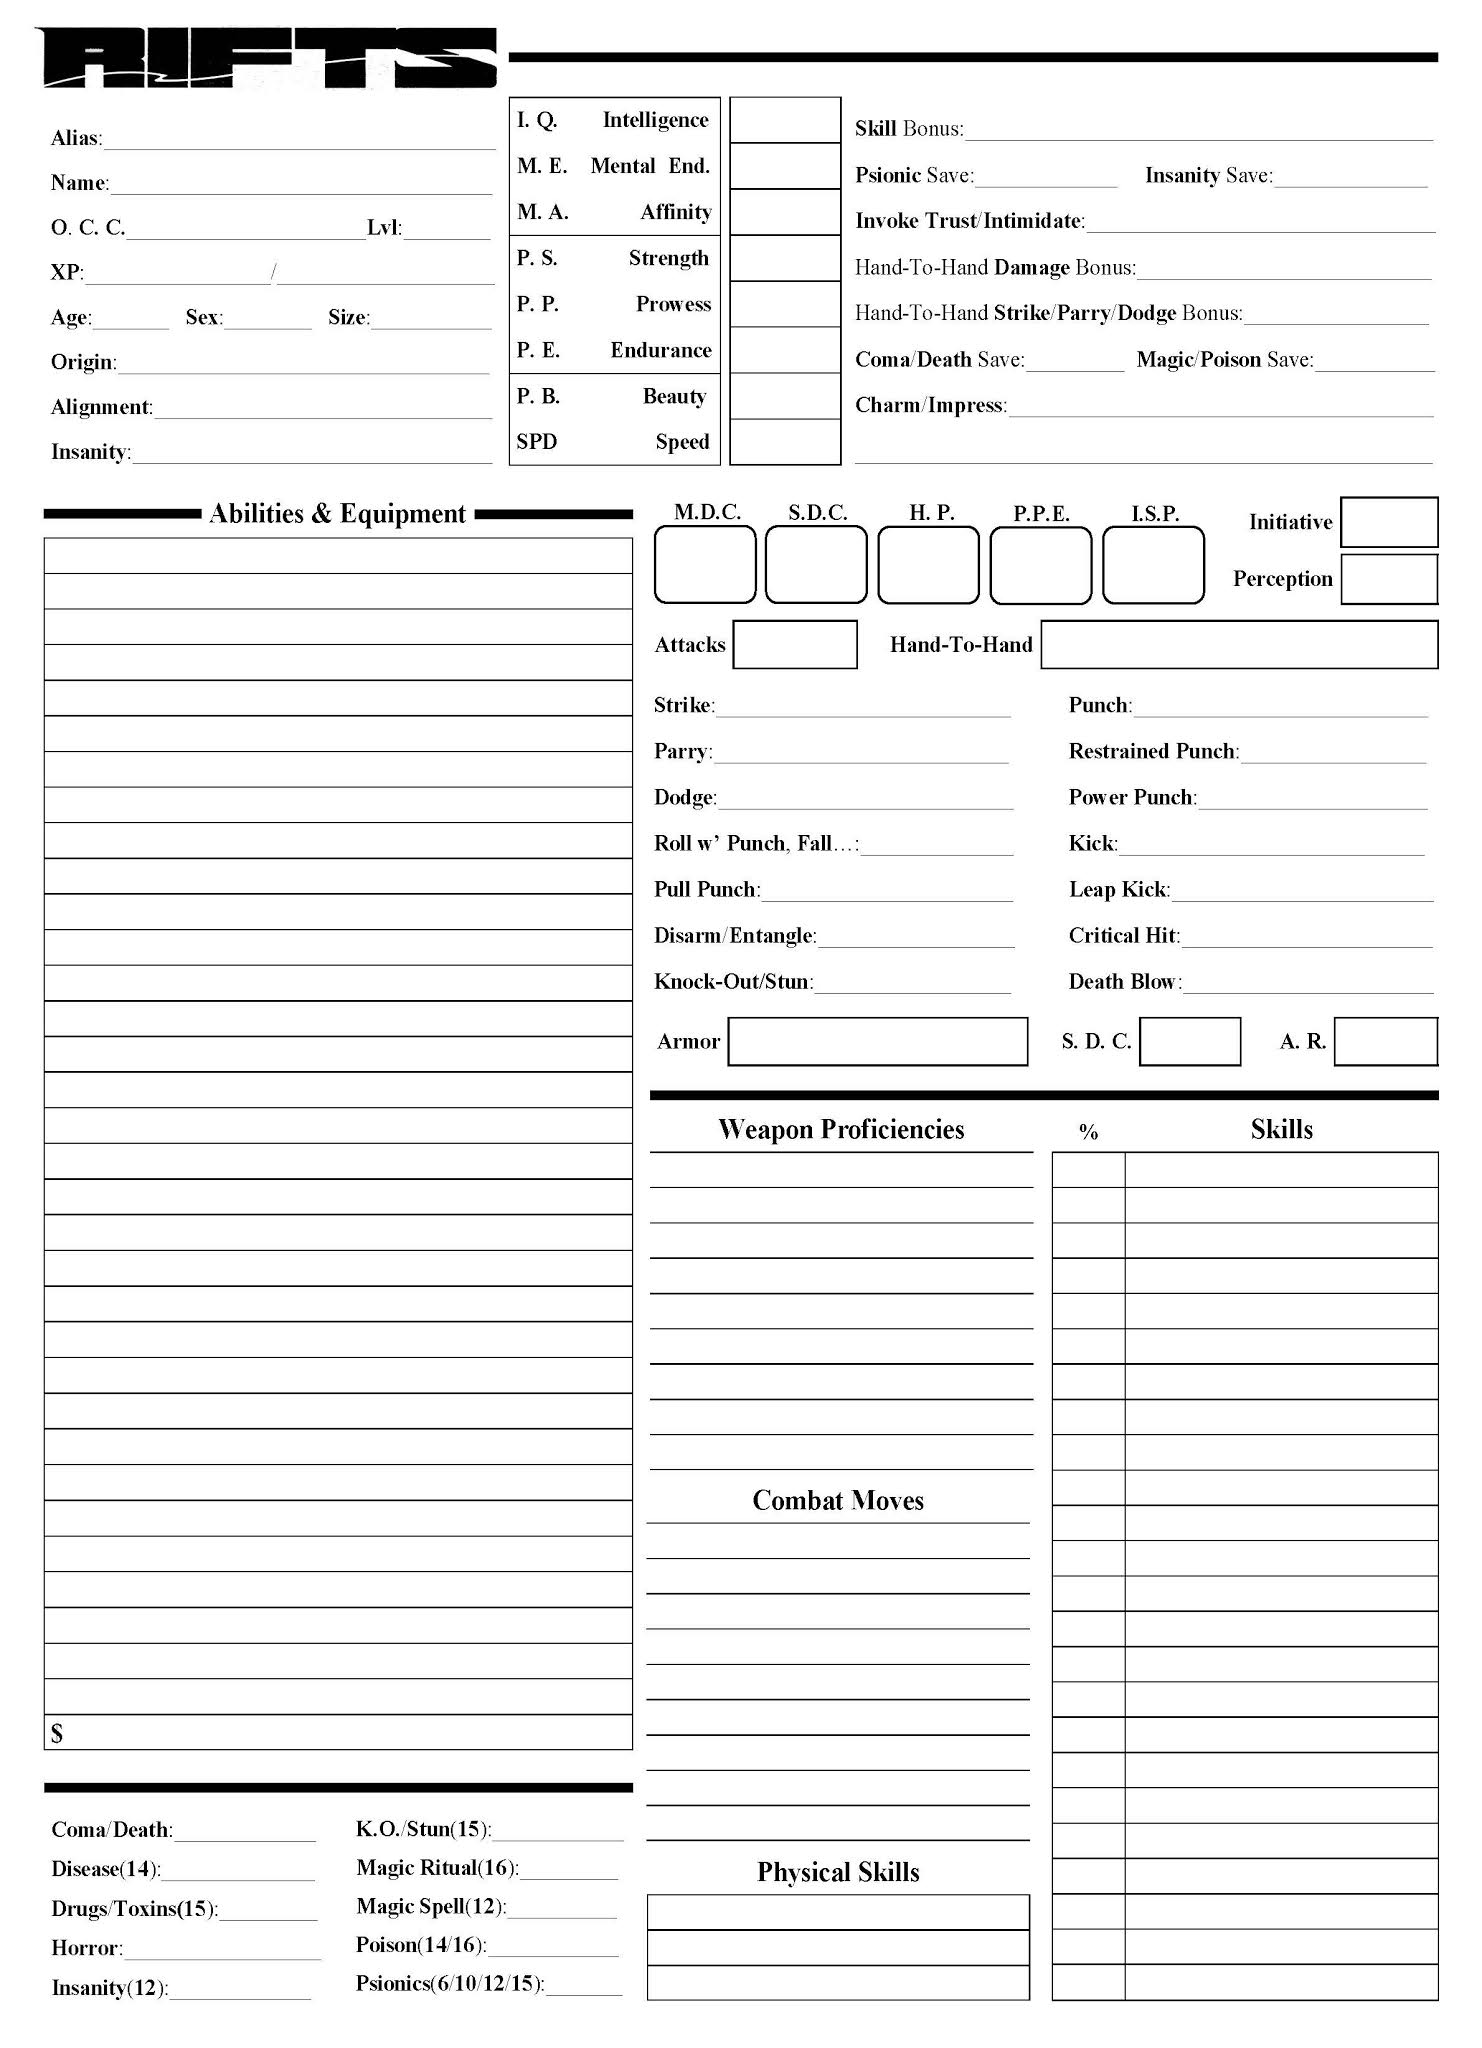 RIFTS
Alias:
Name:
O. C. C. Lvl:
XP: /
Age: Sex: Size:
Origin:
Alignment:
Insanity:
I. Q. Intelligence
M. E. Mental End.
M. A. Affinity
P. S. Strength
P. P. Prowess
P. E. Endurance
P. B. Beauty
SPD Speed
Skill Bonus:
Psionic Save: Insanity Save:
Invoke Trust/Intimidate:
Hand-To-Hand Damage Bonus:
Hand-To-Hand Strike/Parry/Dodge Bonus:
Coma/Death Save: Magic/Poison Save:
Charm/Impress:
Abilities & Equipment
$
M.D.C. S.D.C. H. P. P.P.E. I.S.P.
Initiative
Perception
Attacks Hand-To-Hand
Strike: Punch:
Parry: Restrained Punch:
Dodge: Power Punch:
Roll w’ Punch, Fall…: Kick:
Pull Punch: Leap Kick:
Disarm/Entangle: Critical Hit:
Knock-Out/Stun: Death Blow:
Armor S. D. C. A. R.
Weapon Proficiencies
% Skills
Combat Moves
Physical Skills
Coma/Death: K.O./Stun(15):
Disease(14): Magic Ritual(16):
Drugs/Toxins(15): Magic Spell(12):
Horror: Poison(14/16):
Insanity(12): Psionics(6/10/12/15):